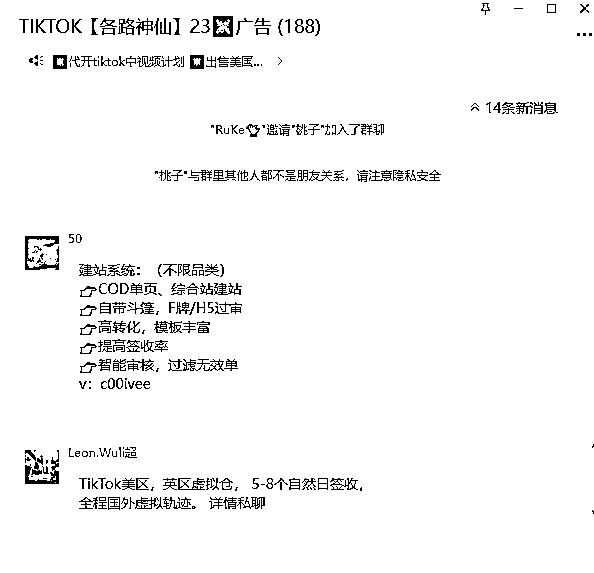 TIKTOK【各路神仙】23广告 (188)
代开tiktok中视频计划 出售美国...
14条新消息
"RuKe"邀请"桃子"加入了群聊
"桃子"与群里其他人都不是朋友关系，请注意隐私安全
50
建站系统：（不限品类）
👉COD单页、综合站建站
👉自带斗篷，F牌/H5过审
👉高转化，模板丰富
👉提高签收率
👉智能审核，过滤无效单
v：c00ivee
Leon.Wuli超
TikTok美区，英区虚拟仓， 5-8个自然日签收，
全程国外虚拟轨迹。 详情私聊